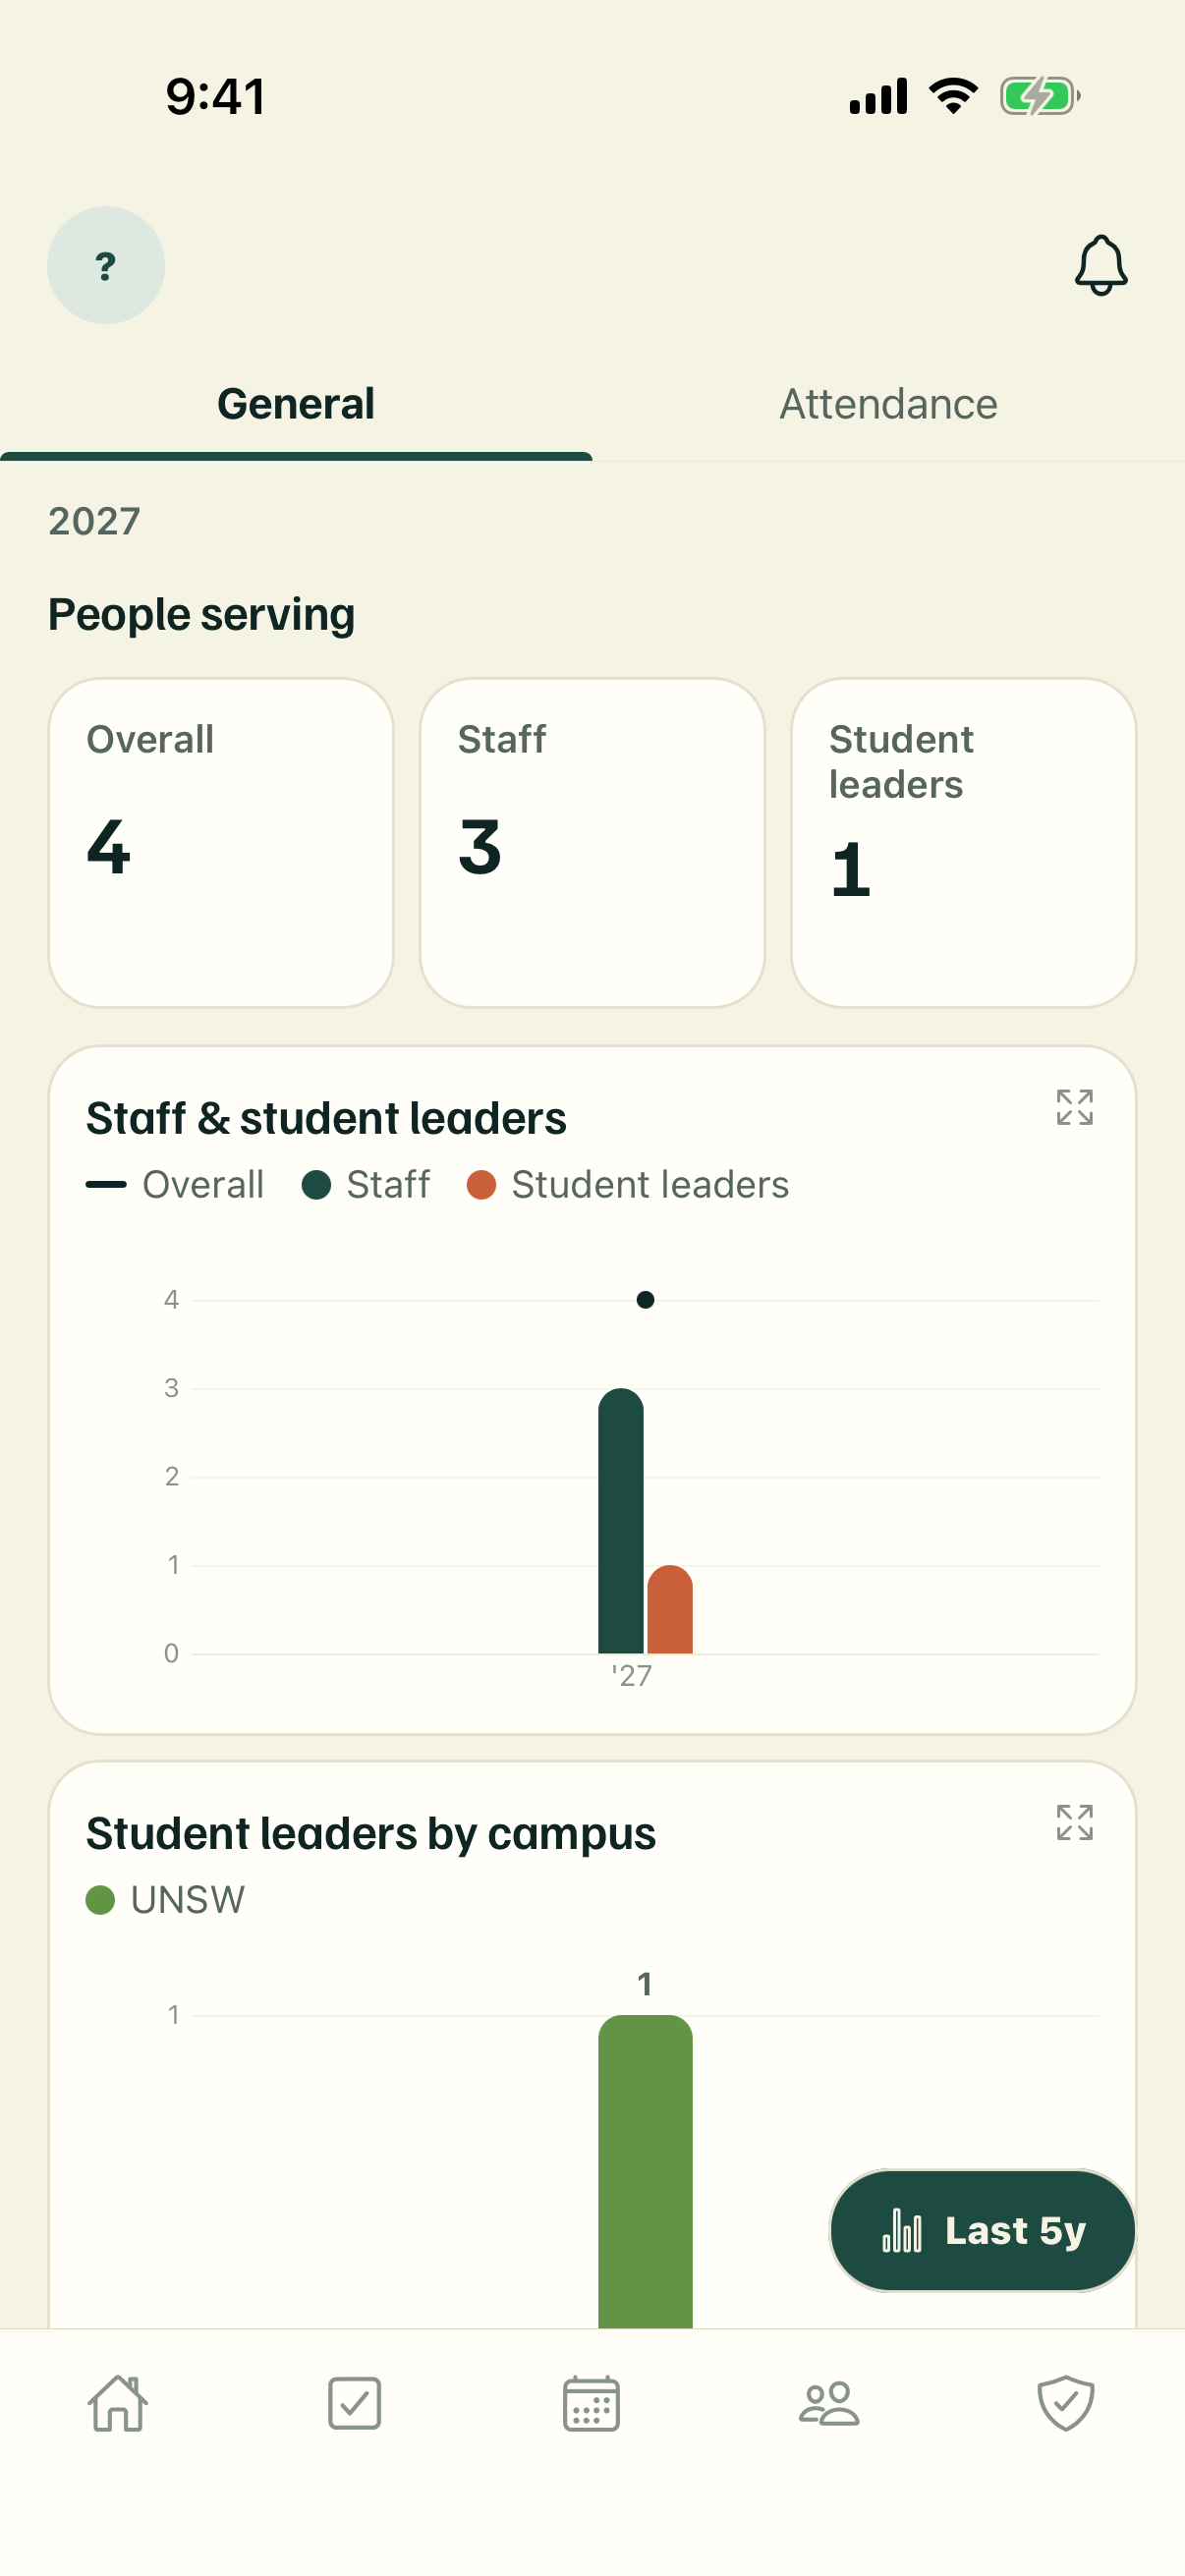 9:41
?
General Attendance
2027
People serving
Overall Staff Student
leaders
4 3 1
Staff & student leaders
Overall Staff Student leaders
4
3
2
1
0
'27
Student leaders by campus
UNSW
1
1
Last 5y